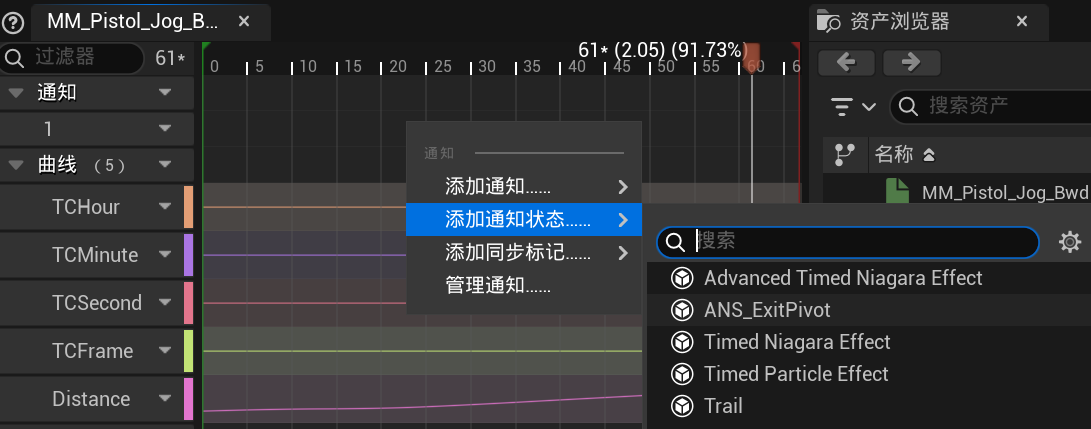 MM_Pistol_Jog_B...
资产浏览器
过滤器
61*
61* (2.05) (91.73%)
0 5 10 15 20 25 30 35 40 45 50 55 60 6
通知
1
曲线 （5）
TCHour
TCMinute
TCSecond
TCFrame
Distance
通知
添加通知......
添加通知状态......
添加同步标记......
管理通知......
搜索
Advanced Timed Niagara Effect
ANS_ExitPivot
Timed Niagara Effect
Timed Particle Effect
Trail
搜索资产
名称
MM_Pistol_Jog_Bwd